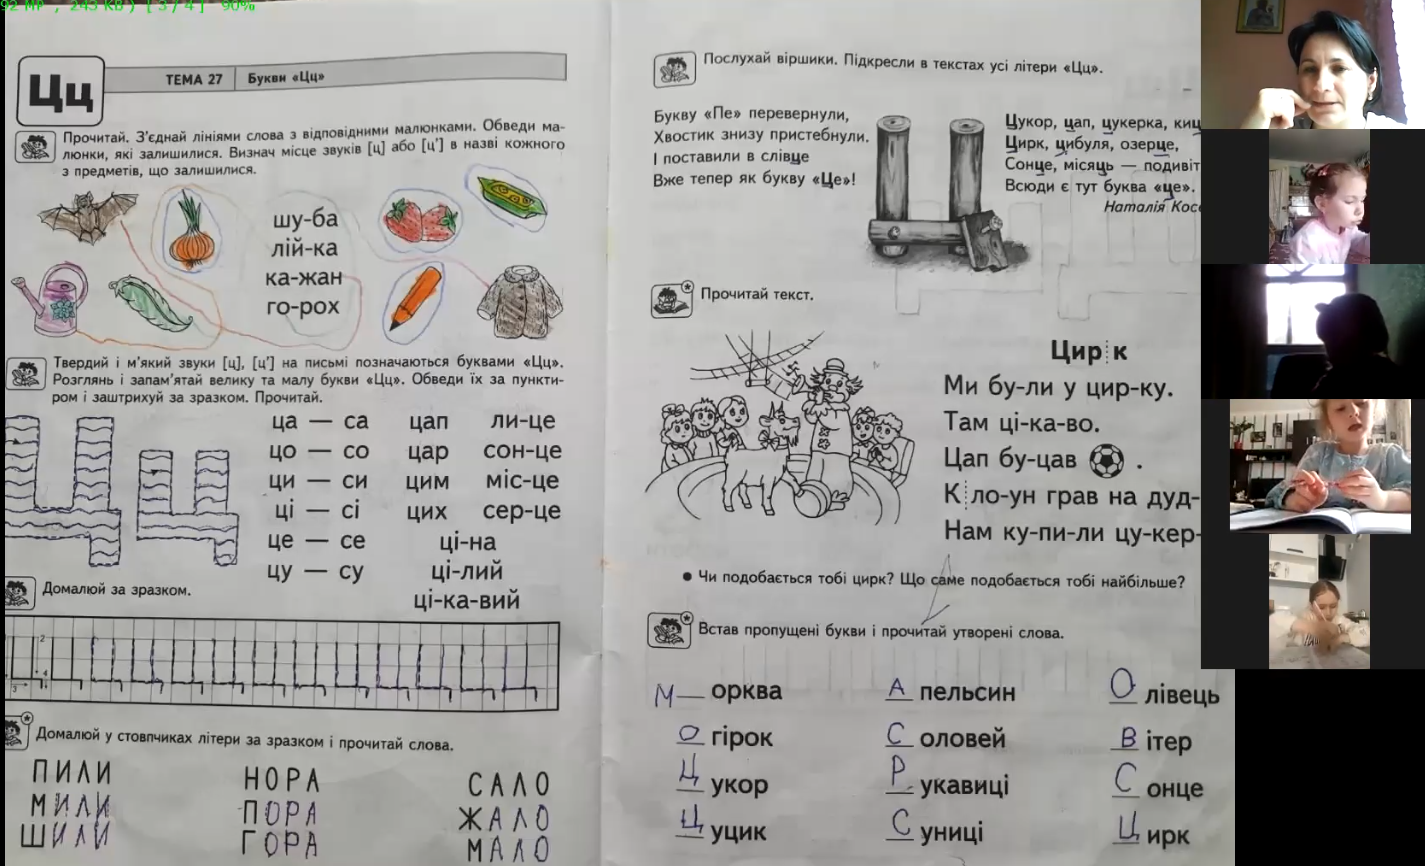 92 MP , 243 KB ) [ 3 / 4 ] 90%
Цц
ТЕМА 27 Букви «Цц»
Прочитай. З'єднай лініями слова з відповідними малюнками. Обведи ма-
люнки, які залишилися. Визнач місце звуків [ц] або [ц'] в назві кожного
з предметів, що залишилися.
шу-ба
лій-ка
ка-жан
го-рох
Твердий і м'який звуки [ц], [ц'] на письмі позначаються буквами «Цц».
Розглянь і запам'ятай велику та малу букви «Цц». Обведи їх за пункти-
ром і заштрихуй за зразком. Прочитай.
ца — са цап ли-це
цо — со цар сон-це
ци — си цим міс-це
ці — сі цих сер-це
це — се ці-на
цу — су ці-лий
ці-ка-вий
Домалюй за зразком.
Домалюй у стовпчиках літери за зразком і прочитай слова.
ПИЛИ НОРА САЛО
МИЛИ ПОРА ЖАЛО
ШИЛИ ГОРА МАЛО
Послухай віршики. Підкресли в текстах усі літери «Цц».
Букву «Пе» перевернули,
Хвостик знизу пристебнули.
І поставили в слівце
Вже тепер як букву «Це»!
Цукор, цап, цукерка, киц
Цирк, цибуля, озерце,
Сонце, місяць — подивіт
Всюди є тут буква «це».
Наталія Кос
Прочитай текст.
Цирк
Ми бу-ли у цир-ку.
Там ці-ка-во.
Цап бу-цав .
Кло-ун грав на дуд-
Нам ку-пи-ли цу-кер-
● Чи подобається тобі цирк? Що саме подобається тобі найбільше?
Встав пропущені букви і прочитай утворені слова.
М орква А пельсин О лівець
О гірок С оловей В ітер
Ц укор Р укавиці С онце
Ц уцик С униці Ц ирк